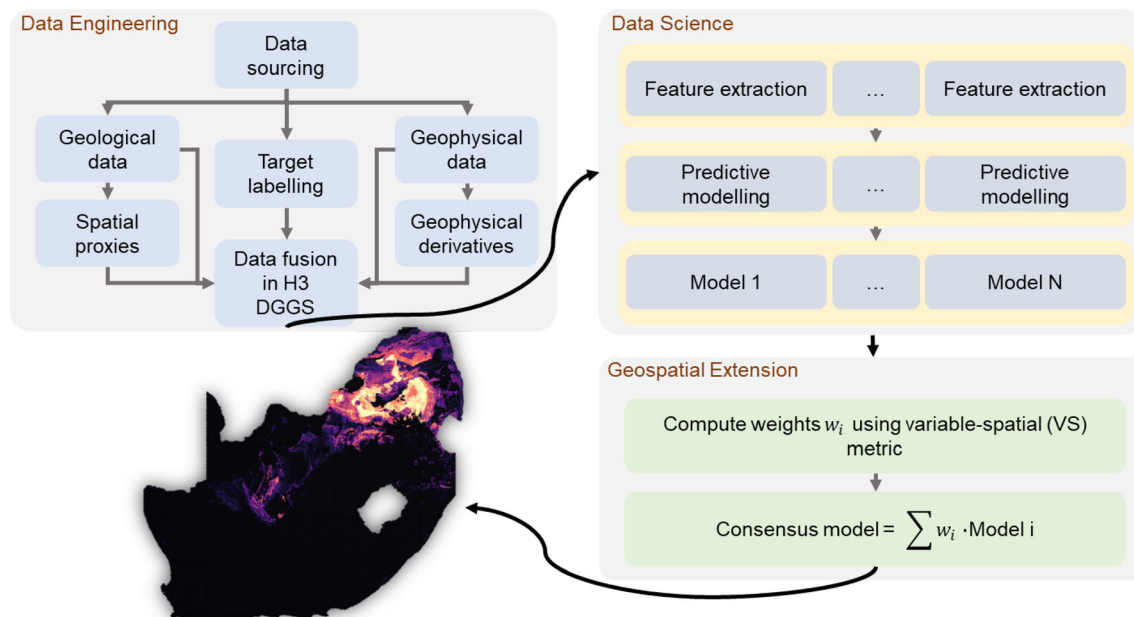 Data Engineering
Data
sourcing
Geological
data
Target
labelling
Geophysical
data
Spatial
proxies
Geophysical
derivatives
Data fusion
in H3
DGGS
Data Science
Feature extraction
...
Feature extraction
Predictive
modelling
...
Predictive
modelling
Model 1
...
Model N
Geospatial Extension
Compute weights w_i using variable-spatial (VS)
metric
Consensus model = ∑ w_i ·Model i